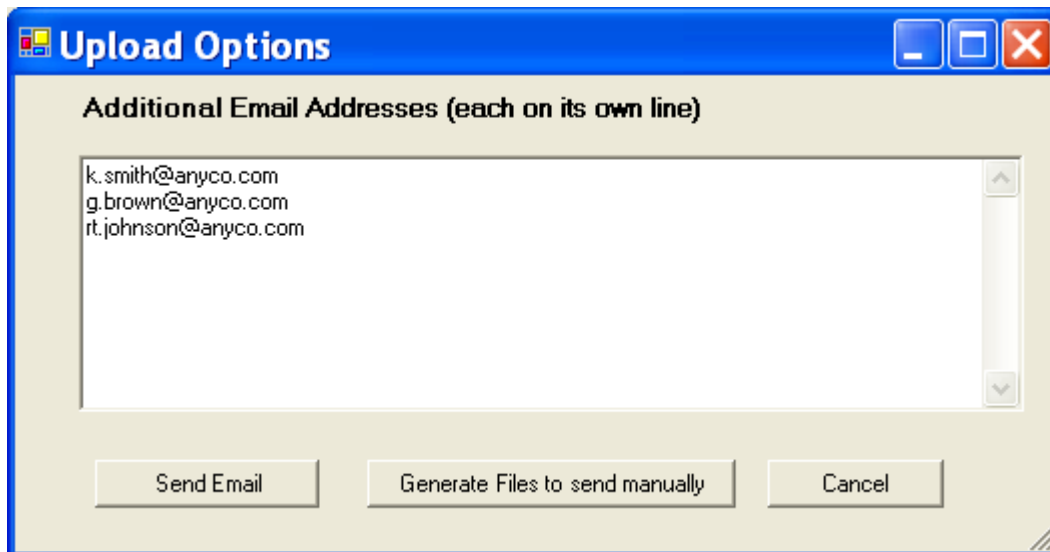 Upload Options
Additional Email Addresses (each on its own line)
k.smith@anyco.com
g.brown@anyco.com
rt.johnson@anyco.com
Send Email
Generate Files to send manually
Cancel